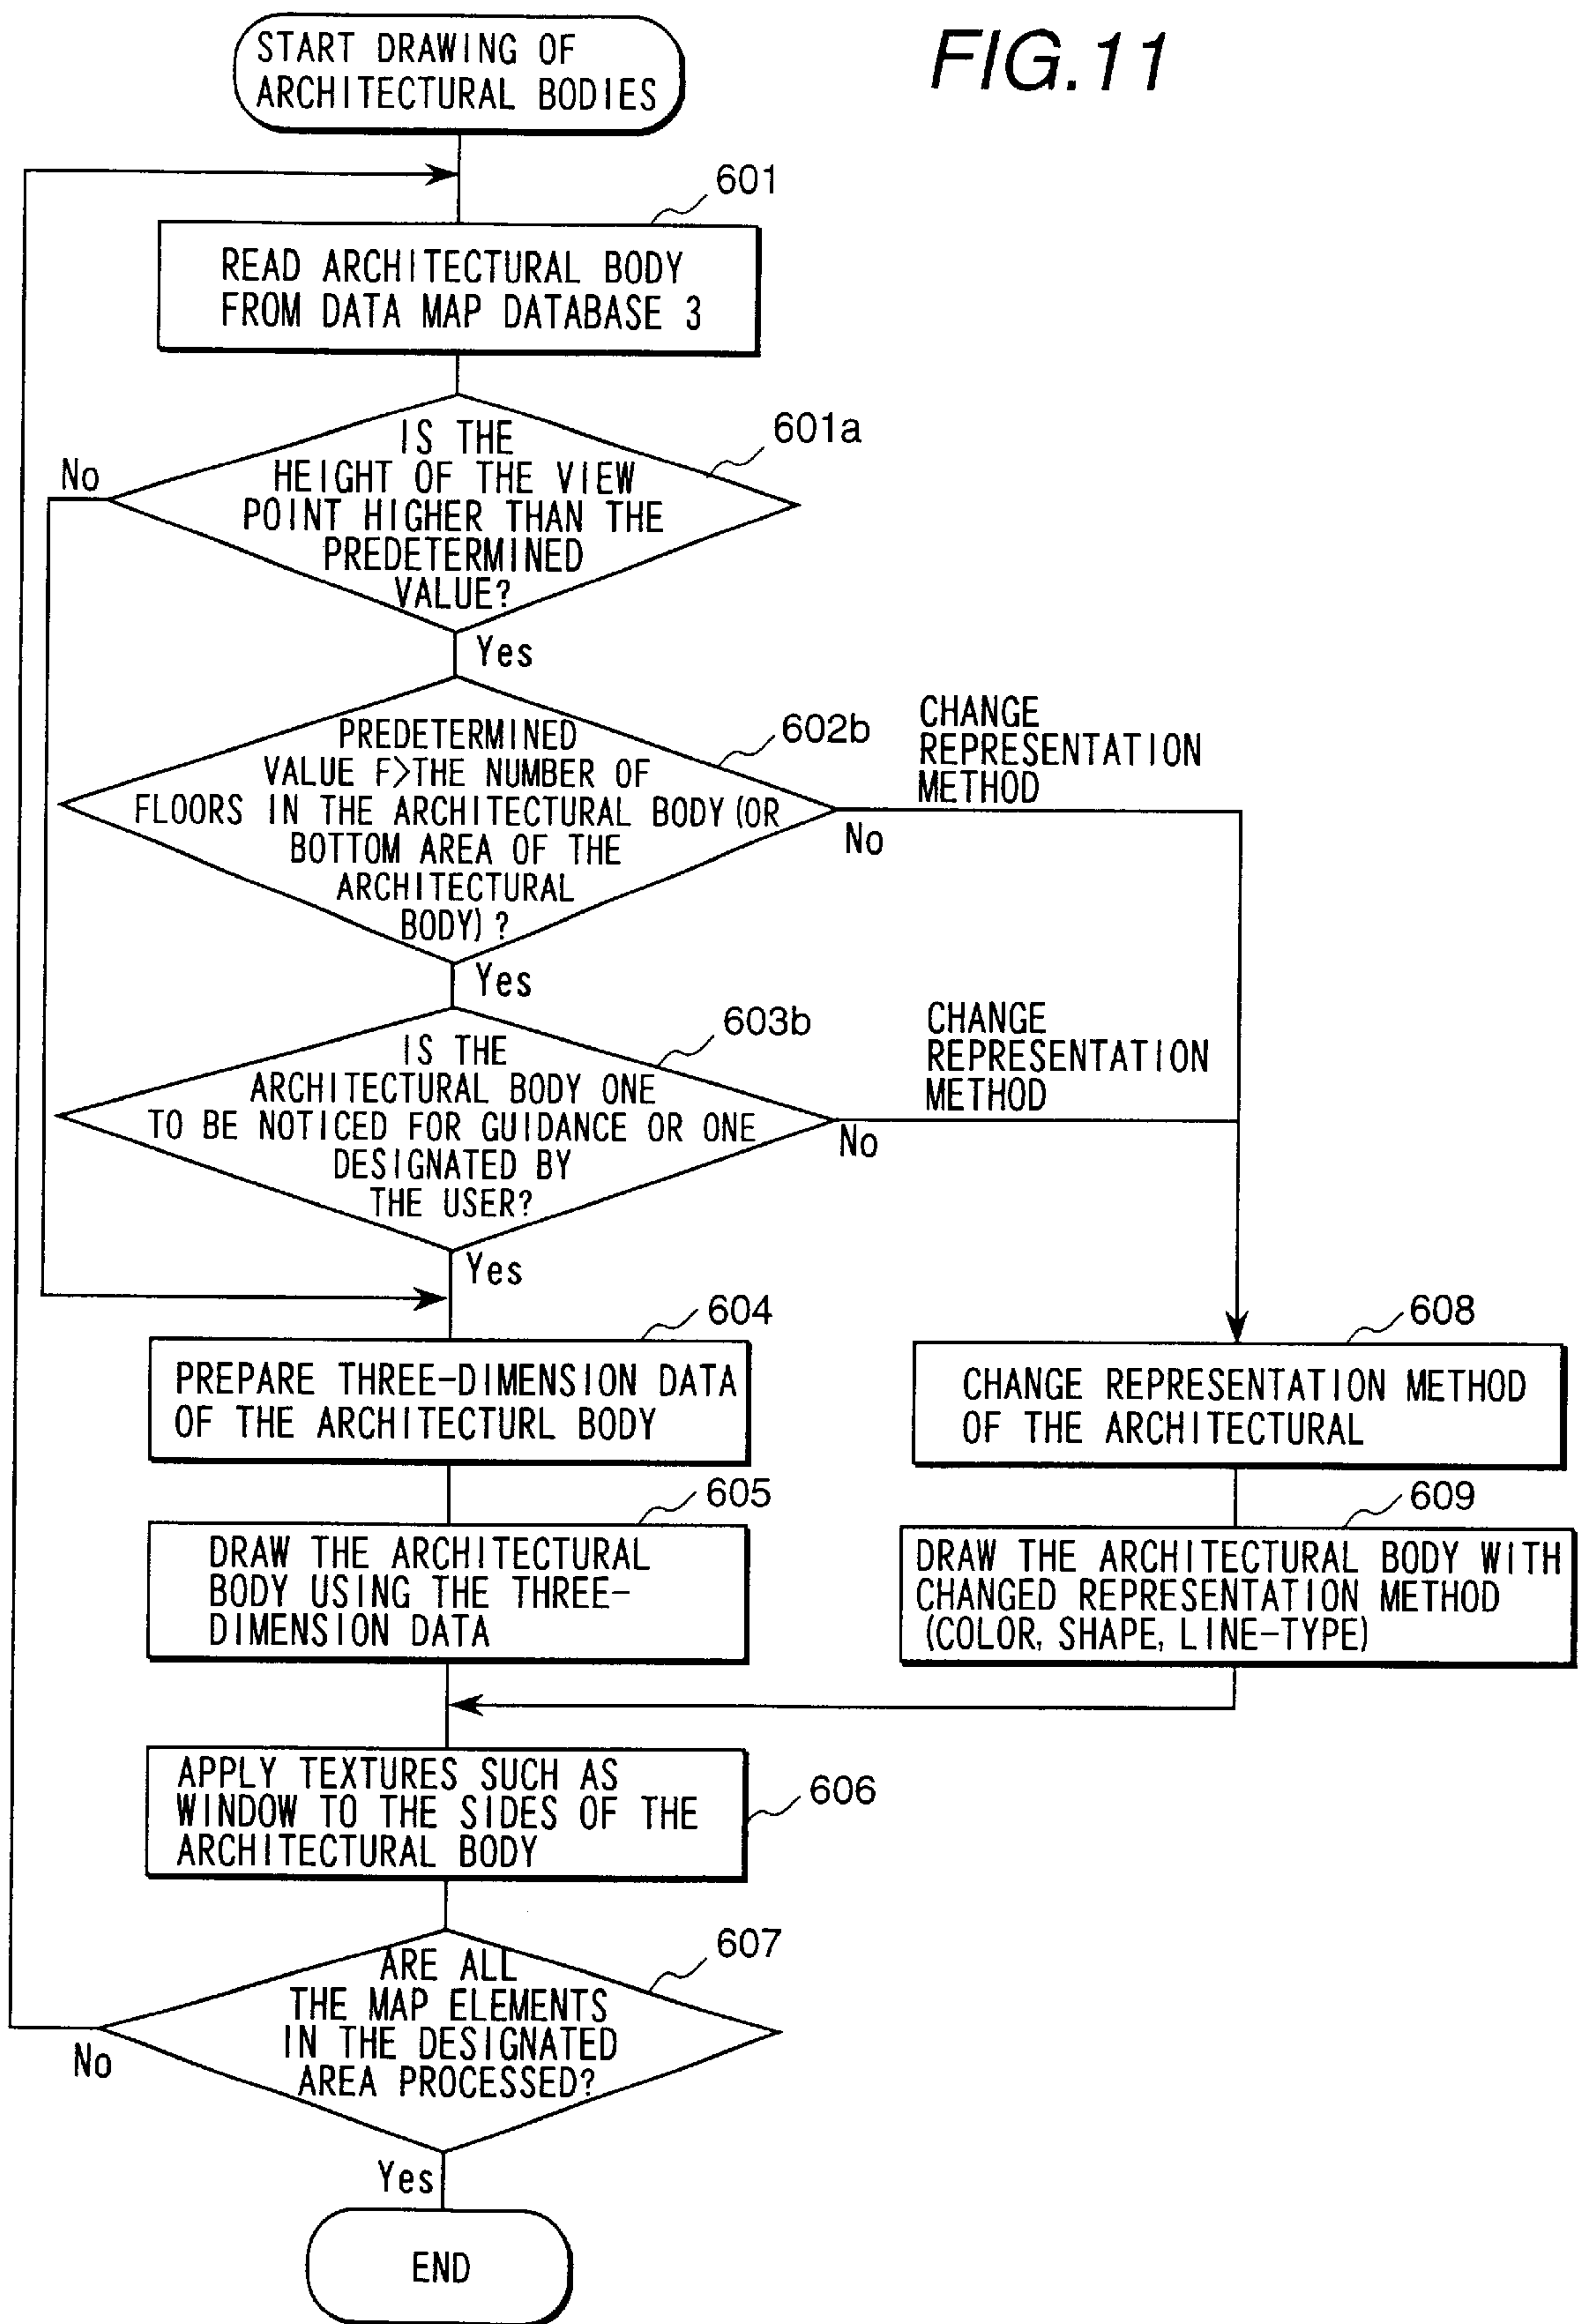 FIG.11
START DRAWING OF
ARCHITECTURAL BODIES
601
READ ARCHITECTURAL BODY
FROM DATA MAP DATABASE 3
601a
IS THE
HEIGHT OF THE VIEW
POINT HIGHER THAN THE
PREDETERMINED
VALUE?
No
Yes
602b
PREDETERMINED
VALUE F>THE NUMBER OF
FLOORS IN THE ARCHITECTURAL BODY (OR
BOTTOM AREA OF THE
ARCHITECTURAL
BODY) ?
CHANGE
REPRESENTATION
METHOD
No
Yes
603b
IS THE
ARCHITECTURAL BODY ONE
TO BE NOTICED FOR GUIDANCE OR ONE
DESIGNATED BY
THE USER?
CHANGE
REPRESENTATION
METHOD
No
Yes
604
PREPARE THREE-DIMENSION DATA
OF THE ARCHITECTURL BODY
608
CHANGE REPRESENTATION METHOD
OF THE ARCHITECTURAL
605
DRAW THE ARCHITECTURAL
BODY USING THE THREE-
DIMENSION DATA
609
DRAW THE ARCHITECTURAL BODY WITH
CHANGED REPRESENTATION METHOD
(COLOR, SHAPE, LINE-TYPE)
606
APPLY TEXTURES SUCH AS
WINDOW TO THE SIDES OF THE
ARCHITECTURAL BODY
607
ARE ALL
THE MAP ELEMENTS
IN THE DESIGNATED
AREA PROCESSED?
No
Yes
END